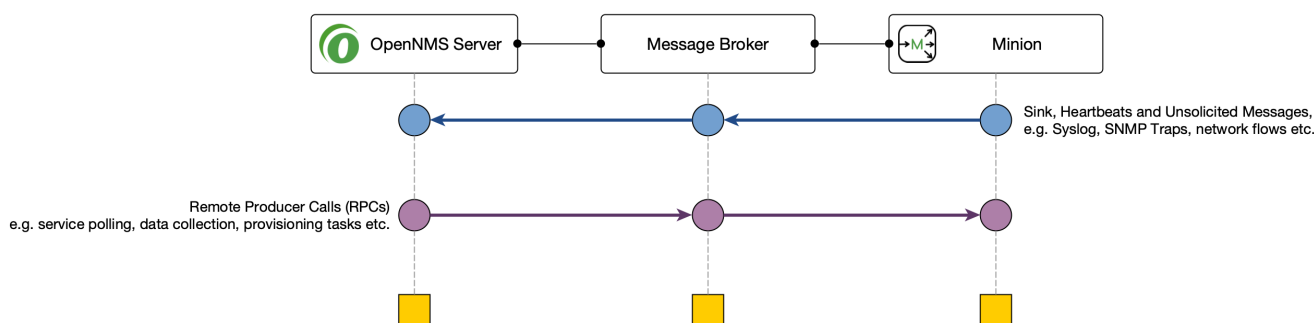 OpenNMS Server
Message Broker
M
Minion
Sink, Heartbeats and Unsolicited Messages,
e.g. Syslog, SNMP Traps, network flows etc.
Remote Producer Calls (RPCs)
e.g. service polling, data collection, provisioning tasks etc.